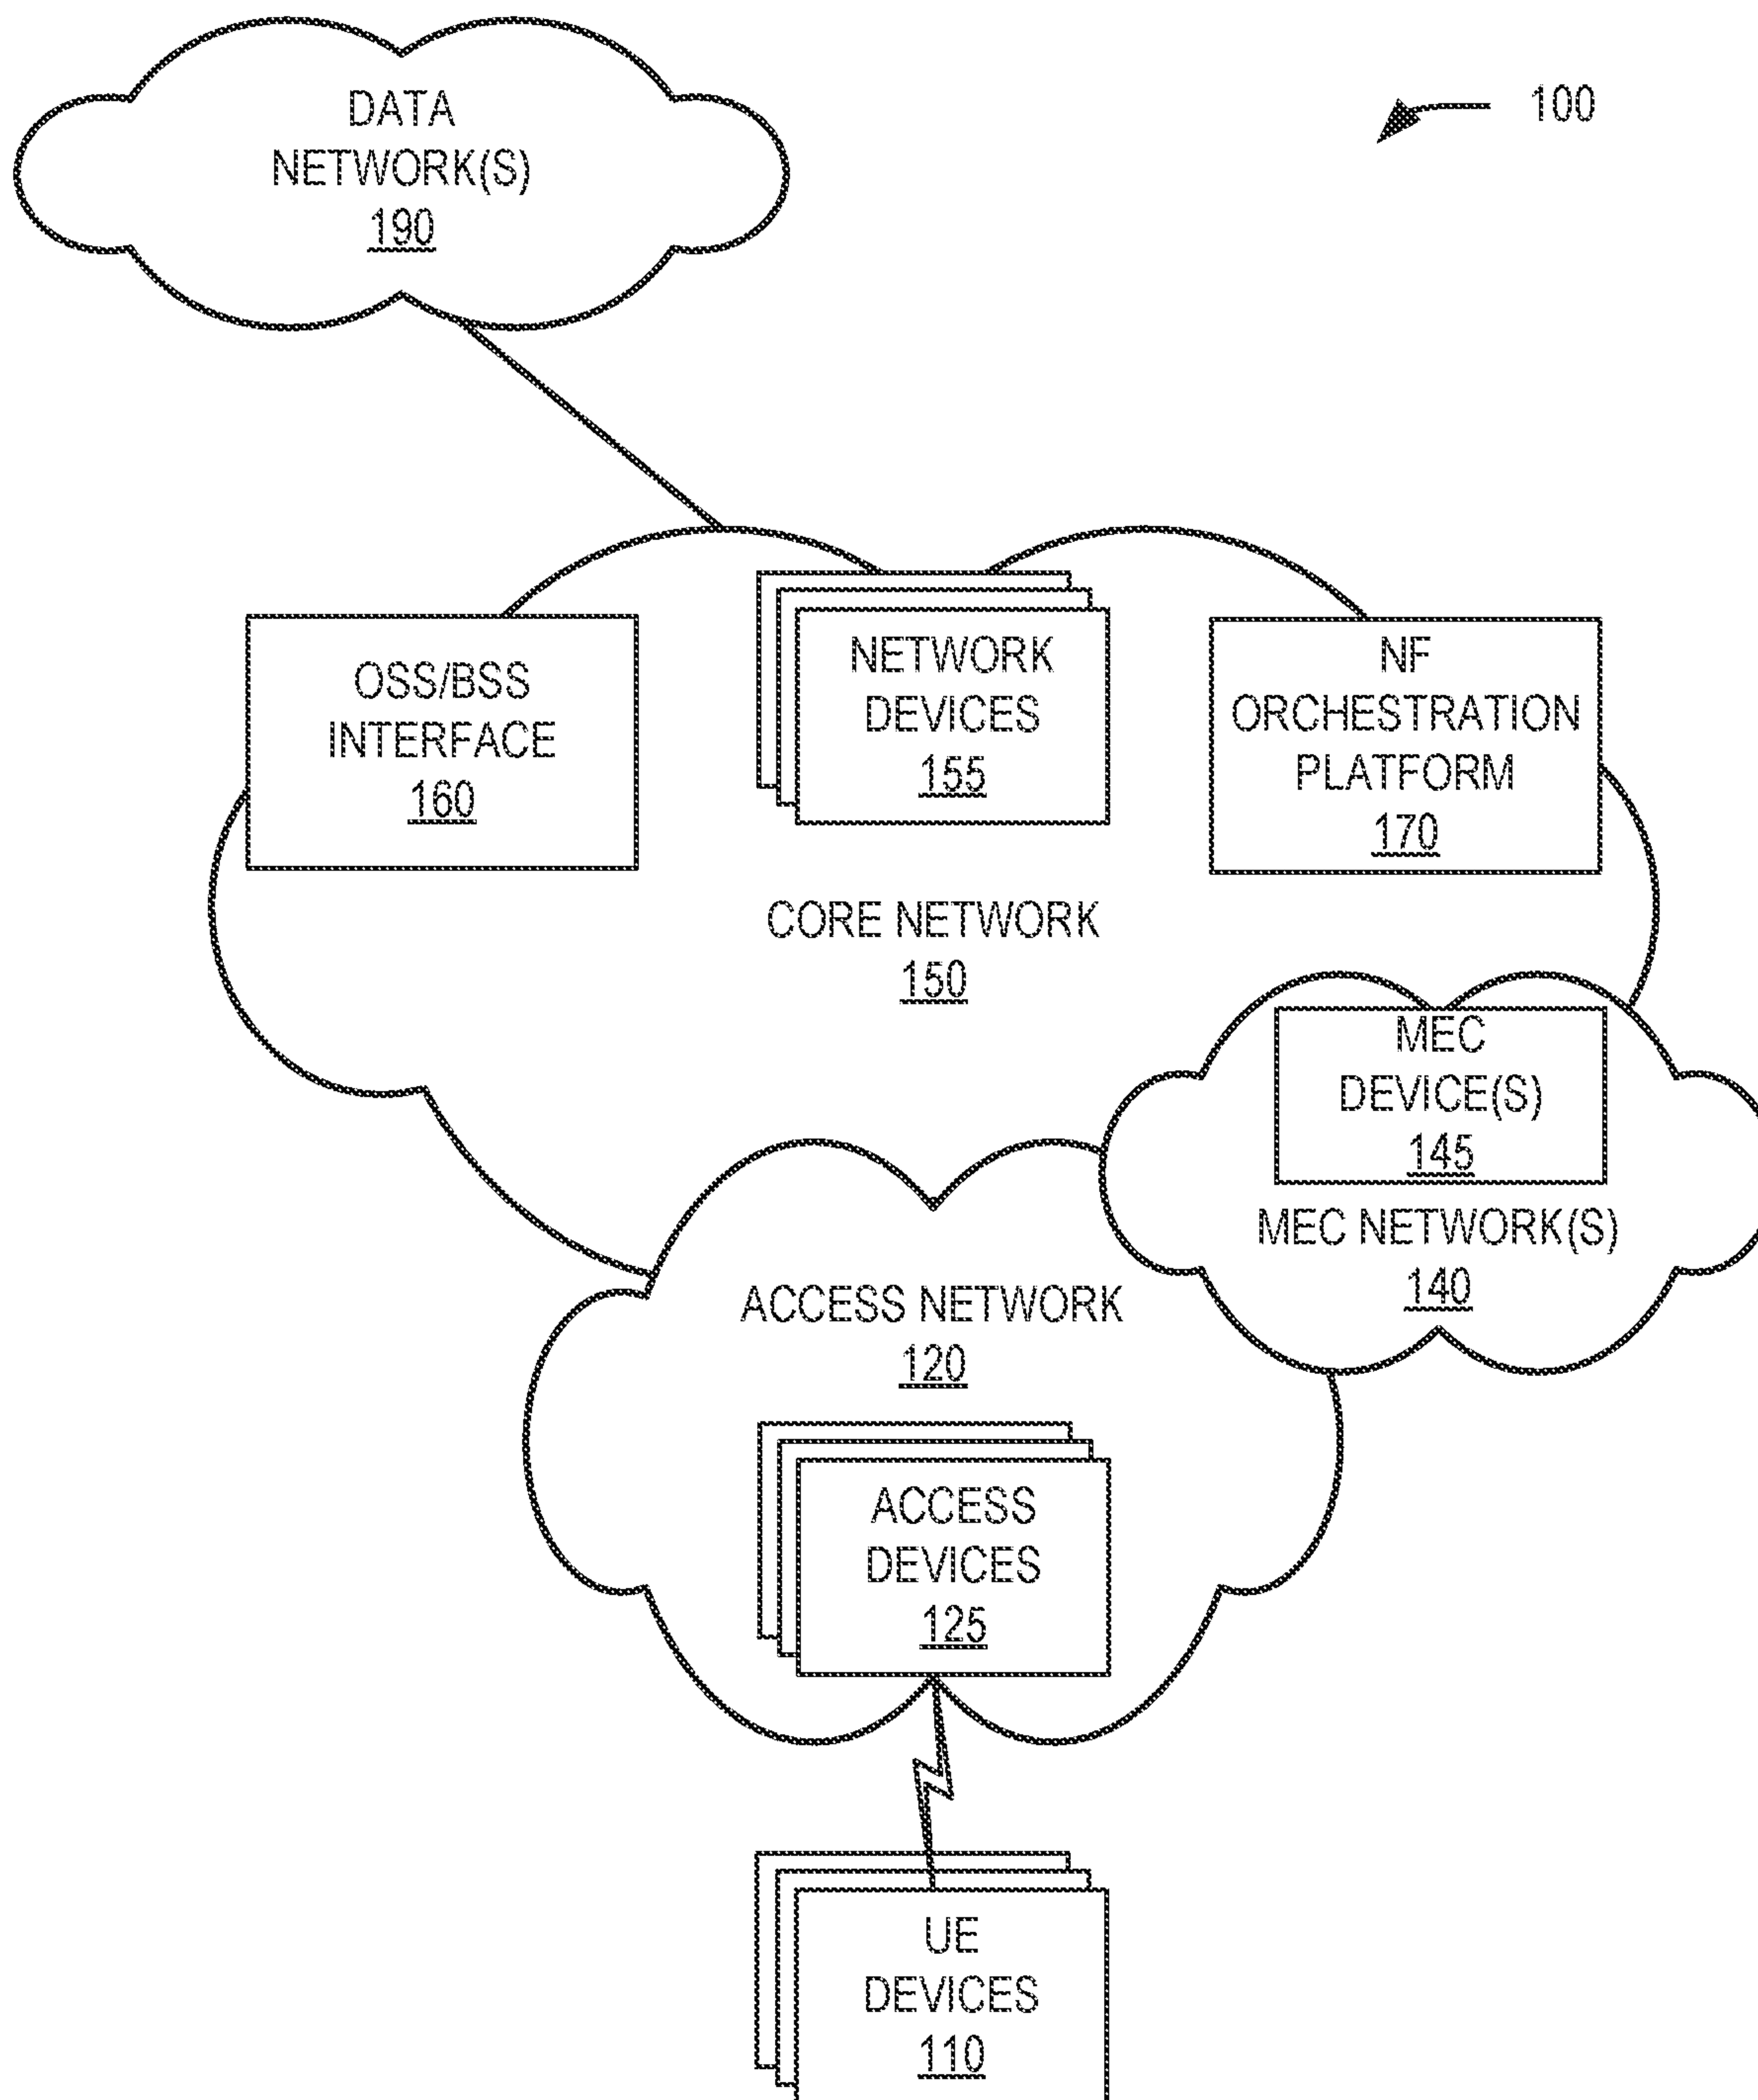 DATA
NETWORK(S)
190
100
OSS/BSS
INTERFACE
160
NETWORK
DEVICES
155
NF
ORCHESTRATION
PLATFORM
170
CORE NETWORK
150
MEC
DEVICE(S)
145
MEC NETWORK(S)
140
ACCESS NETWORK
120
ACCESS
DEVICES
125
UE
DEVICES
110